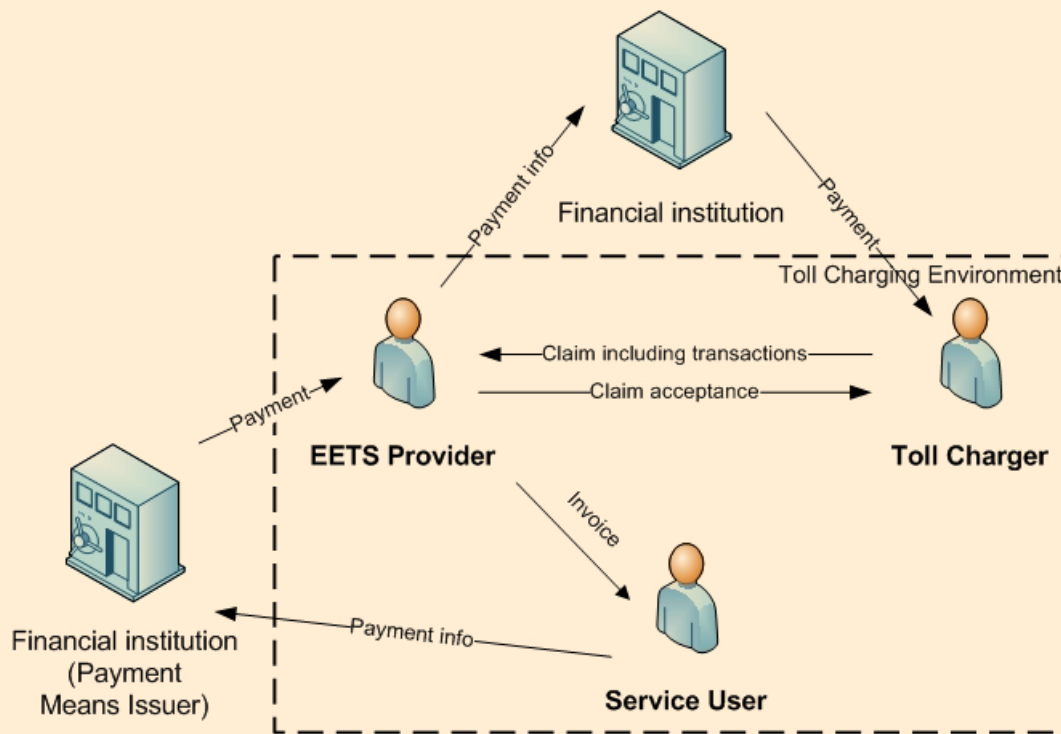 Payment info
Financial institution
Payment
Toll Charging Environment
Claim including transactions
Claim acceptance
Payment
EETS Provider
Toll Charger
Invoice
Payment info
Financial institution
(Payment
Means Issuer)
Service User